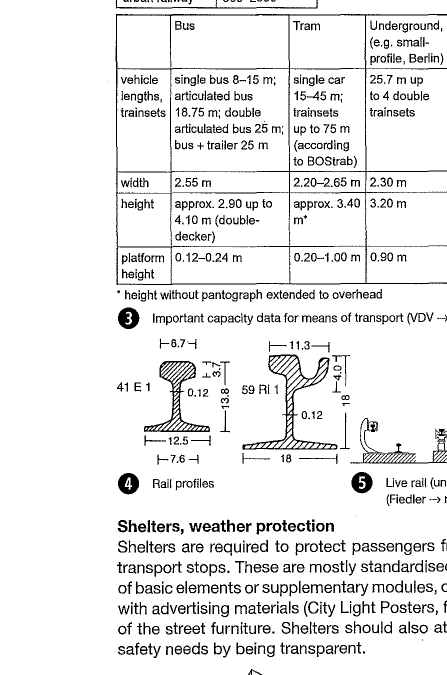 Bus
Tram
Underground,
(e.g. small-
profile, Berlin)
vehicle
lengths,
trainsets
single bus 8–15 m;
articulated bus
18.75 m; double
articulated bus 25 m;
bus + trailer 25 m
single car
15–45 m;
trainsets
up to 75 m
(according
to BOStrab)
25.7 m up
to 4 double
trainsets
width
2.55 m
2.20–2.65 m
2.30 m
height
approx. 2.90 up to
4.10 m (double-
decker)
approx. 3.40
m*
3.20 m
platform
height
0.12–0.24 m
0.20–1.00 m
0.90 m
* height without pantograph extended to overhead
3 Important capacity data for means of transport (VDV →
6.7
3.7
41 E 1
0.12
13.8
12.5
7.6
11.3
4.0
59 Ri 1
0.12
18
18
4 Rail profiles
5 Live rail (un
(Fiedler →
Shelters, weather protection
Shelters are required to protect passengers f
transport stops. These are mostly standardise
of basic elements or supplementary modules,
with advertising materials (City Light Posters,
of the street furniture. Shelters should also at
safety needs by being transparent.